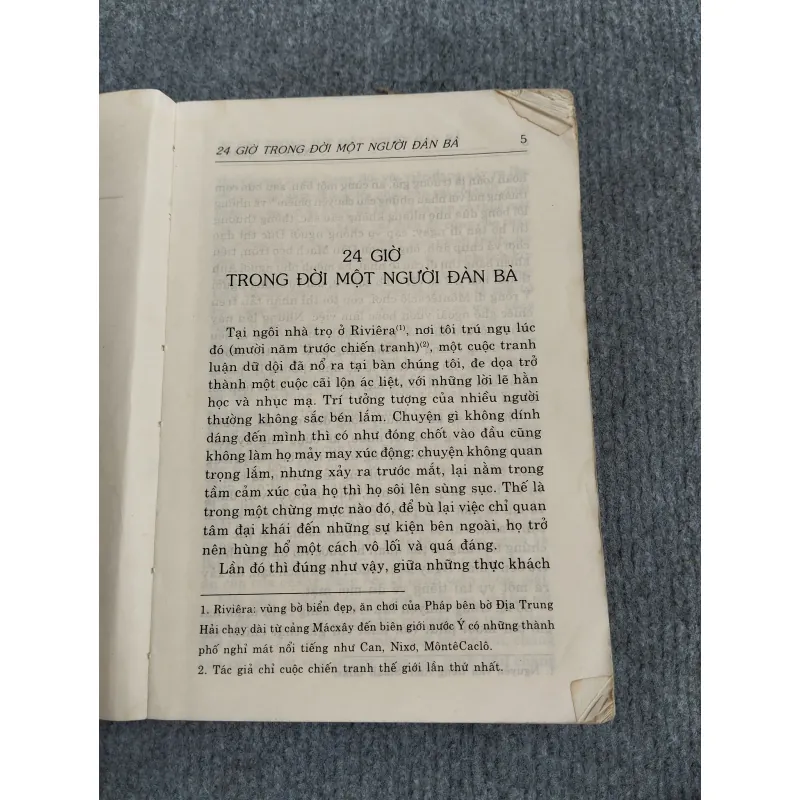 24 GIỜ TRONG ĐỜI MỘT NGƯỜI ĐÀN BÀ 5
24 GIỜ
TRONG ĐỜI MỘT NGƯỜI ĐÀN BÀ
Tại ngôi nhà trọ ở Rivièra(1), nơi tôi trú ngụ lúc
đó (mười năm trước chiến tranh)(2), một cuộc tranh
luận dữ dội đã nổ ra tại bàn chúng tôi, đe dọa trở
thành một cuộc cãi lộn ác liệt, với những lời lẽ hằn
học và nhục mạ. Trí tưởng tượng của nhiều người
thường không sắc bén lắm. Chuyện gì không dính
dáng đến mình thì có như đóng chốt vào đầu cũng
không làm họ mảy may xúc động: chuyện không quan
trọng lắm, nhưng xảy ra trước mắt, lại nằm trong
tầm cảm xúc của họ thì họ sôi lên sùng sục. Thế là
trong một chừng mực nào đó, để bù lại việc chỉ quan
tâm đại khái đến những sự kiện bên ngoài, họ trở
nên hùng hổ một cách vô lối và quá đáng.
Lần đó thì đúng như vậy, giữa những thực khách
1. Rivièra: vùng bờ biển đẹp, ăn chơi của Pháp bên bờ Địa Trung
Hải chạy dài từ cảng Mácxây đến biên giới nước Ý có những thành
phố nghỉ mát nổi tiếng như Can, Nixơ, MôntêCaclô.
2. Tác giả chỉ cuộc chiến tranh thế giới lần thứ nhất.